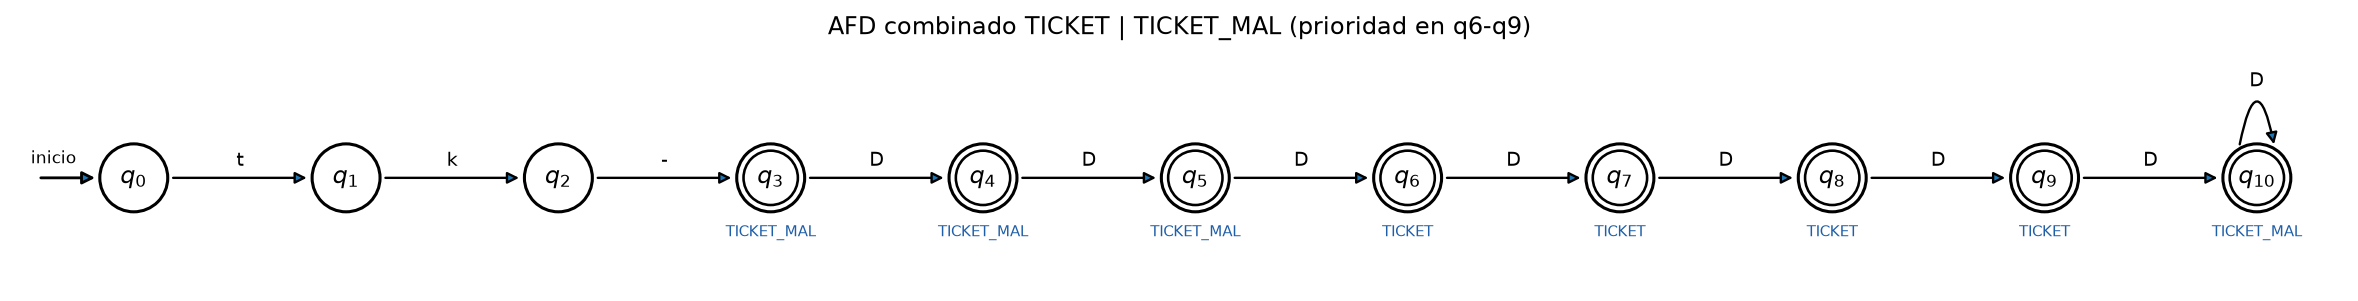 AFD combinado TICKET | TICKET_MAL (prioridad en q6-q9)
D
inicio t k - D D D D D D D
q0 q1 q2 q3 q4 q5 q6 q7 q8 q9 q10
TICKET_MAL TICKET_MAL TICKET_MAL TICKET TICKET TICKET TICKET TICKET_MAL